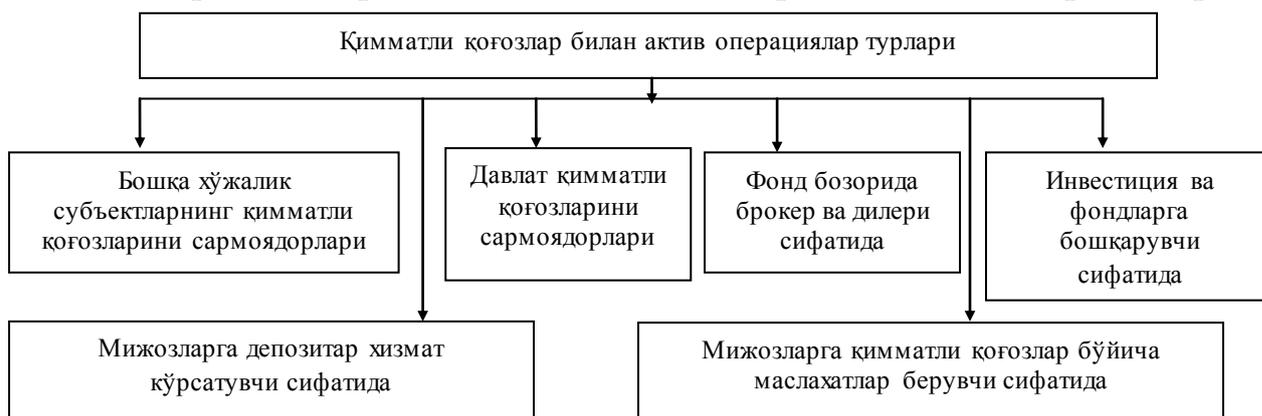 Қимматли қоғозлар билан актив операциялар турлари
Бошқа хўжалик
субъектларнинг қимматли
қоғозларини сармоядорлари
Давлат қимматли
қоғозларини
сармоядорлари
Фонд бозорида
брокер ва дилери
сифатида
Инвестиция ва
фондларга
бошқарувчи
сифатида
Мижозларга депозитар хизмат
кўрсатувчи сифатида
Мижозларга қимматли қоғозлар бўйича
маслахатлар берувчи сифатида